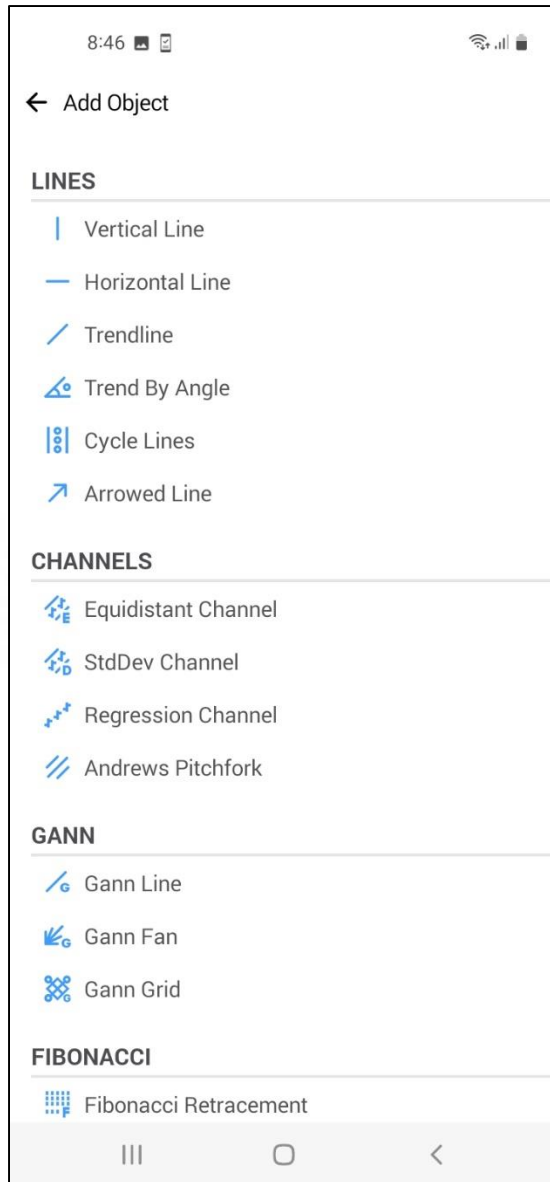 8:46
Add Object
LINES
Vertical Line
Horizontal Line
Trendline
Trend By Angle
Cycle Lines
Arrowed Line
CHANNELS
Equidistant Channel
StdDev Channel
Regression Channel
Andrews Pitchfork
GANN
Gann Line
Gann Fan
Gann Grid
FIBONACCI
Fibonacci Retracement